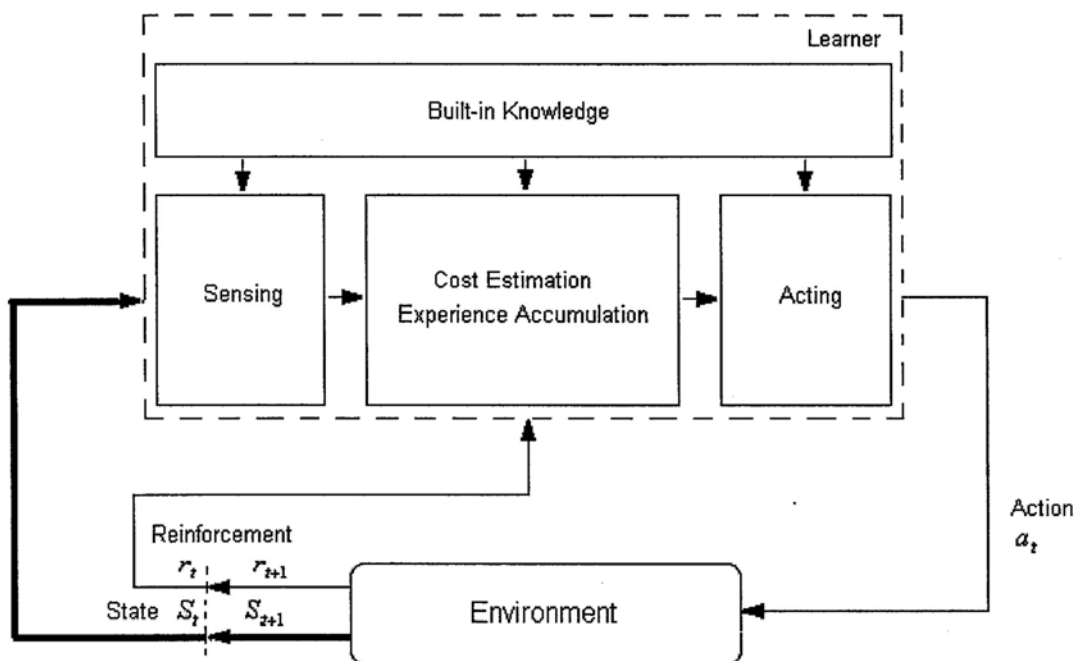 Learner
Built-in Knowledge
Sensing
Cost Estimation
Experience Accumulation
Acting
Action
a_t
Reinforcement
r_t r_{t+1}
State S_t S_{t+1}
Environment